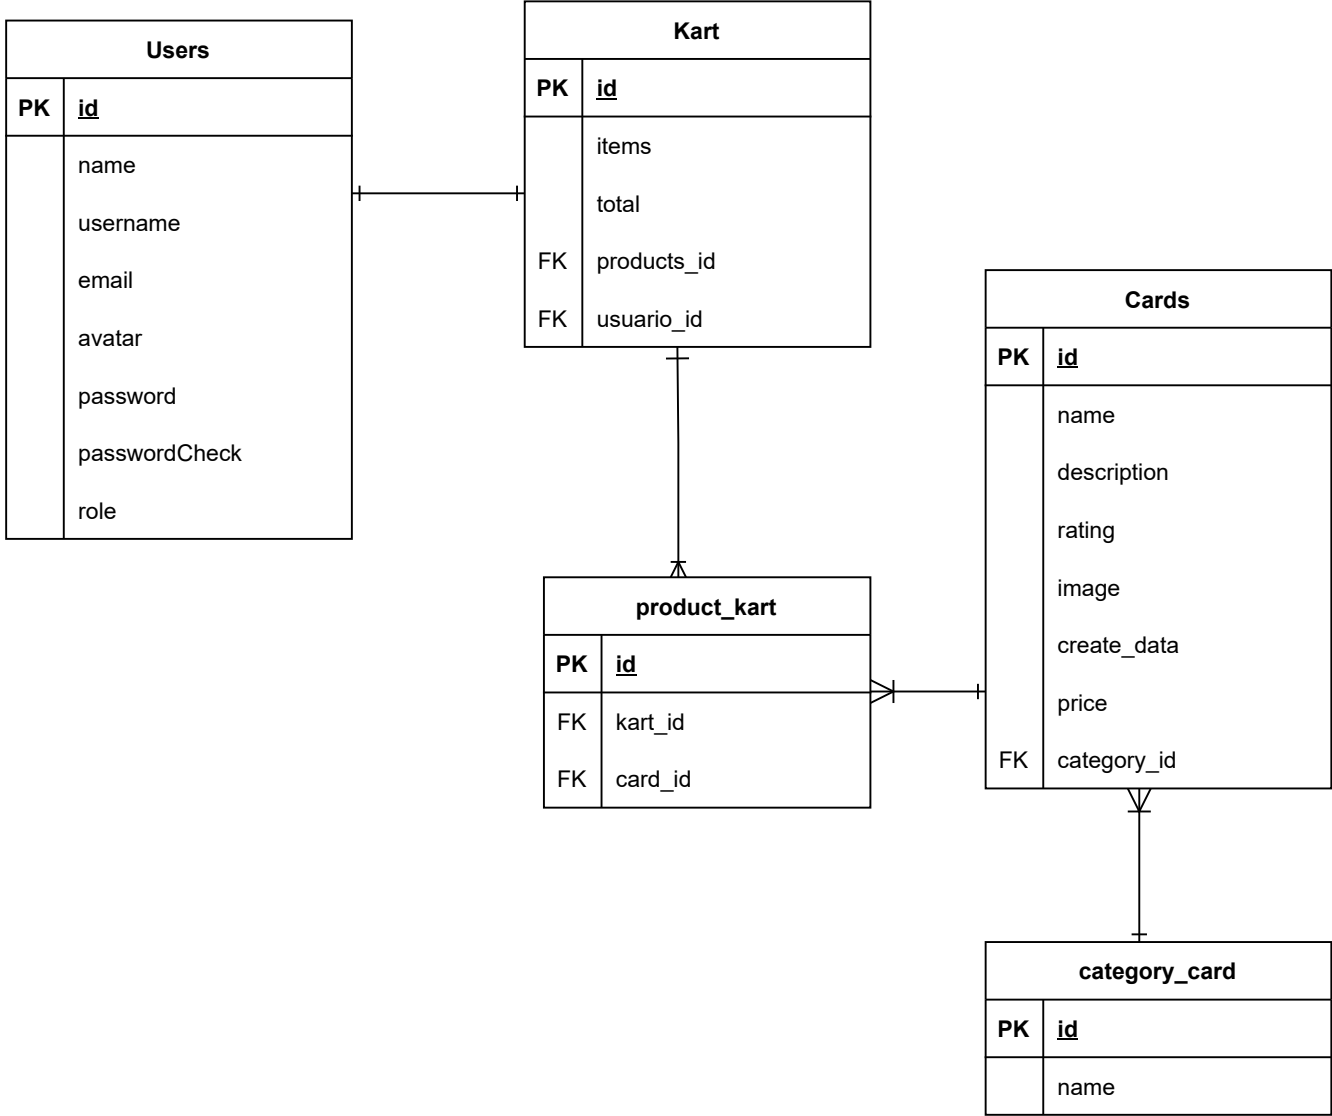 Users
PK id
name
username
email
avatar
password
passwordCheck
role
Kart
PK id
items
total
FK products_id
FK usuario_id
Cards
PK id
name
description
rating
image
create_data
price
FK category_id
product_kart
PK id
FK kart_id
FK card_id
category_card
PK id
name